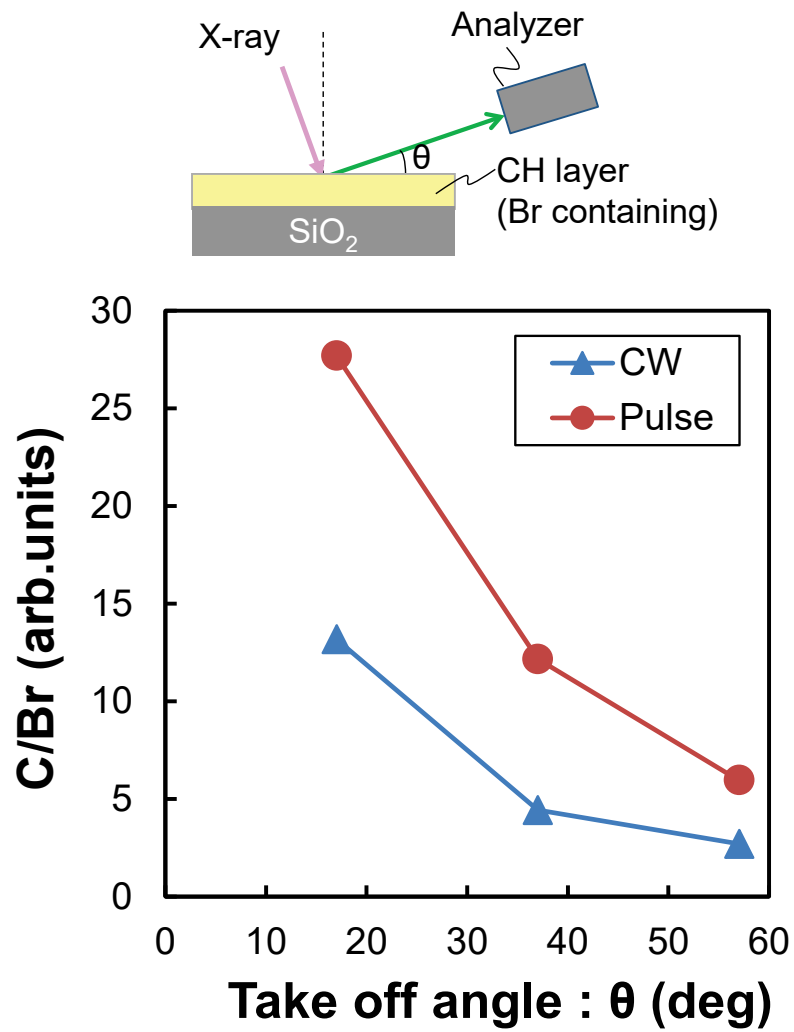 X-ray
Analyzer
θ
CH layer
(Br containing)
SiO₂
30
25
20
15
10
5
0
C/Br (arb.units)
CW
Pulse
0 10 20 30 40 50 60
Take off angle : θ (deg)